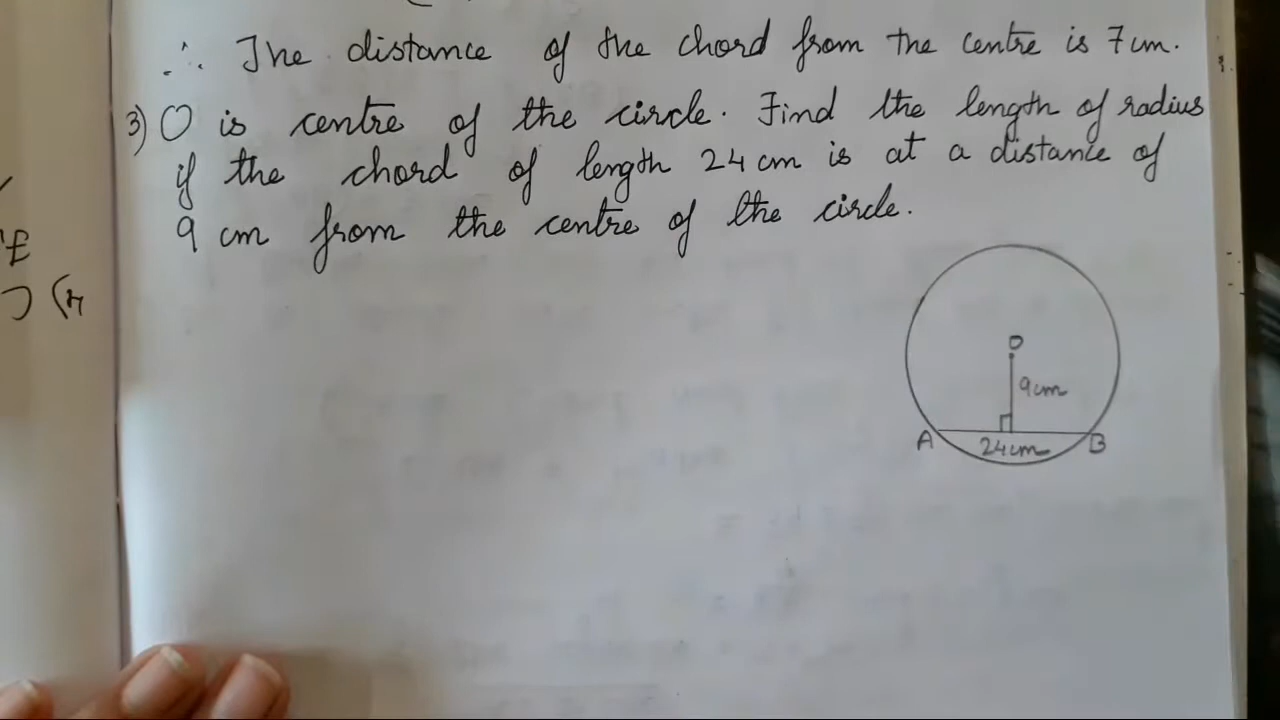 ∴ The distance of the chord from the centre is 7cm.
3) O is centre of the circle. Find the length of radius
if the chord of length 24 cm is at a distance of
9 cm from the centre of the circle.
O
9cm
A 24cm B